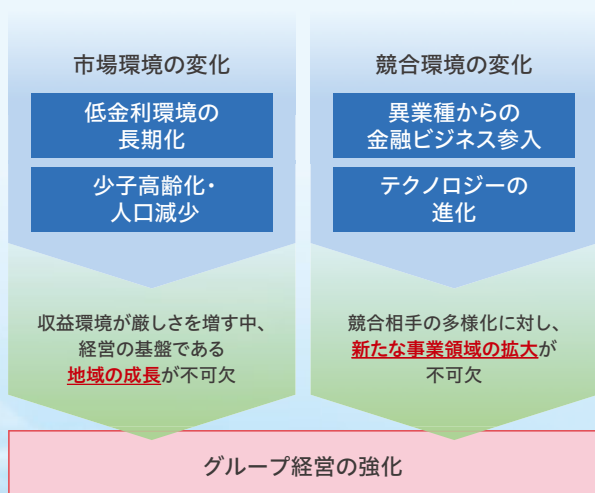 市場環境の変化
低金利環境の
長期化
少子高齢化・
人口減少
収益環境が厳しさを増す中、
経営の基盤である
地域の成長が不可欠
競合環境の変化
異業種からの
金融ビジネス参入
テクノロジーの
進化
競合相手の多様化に対し、
新たな事業領域の拡大が
不可欠
グループ経営の強化